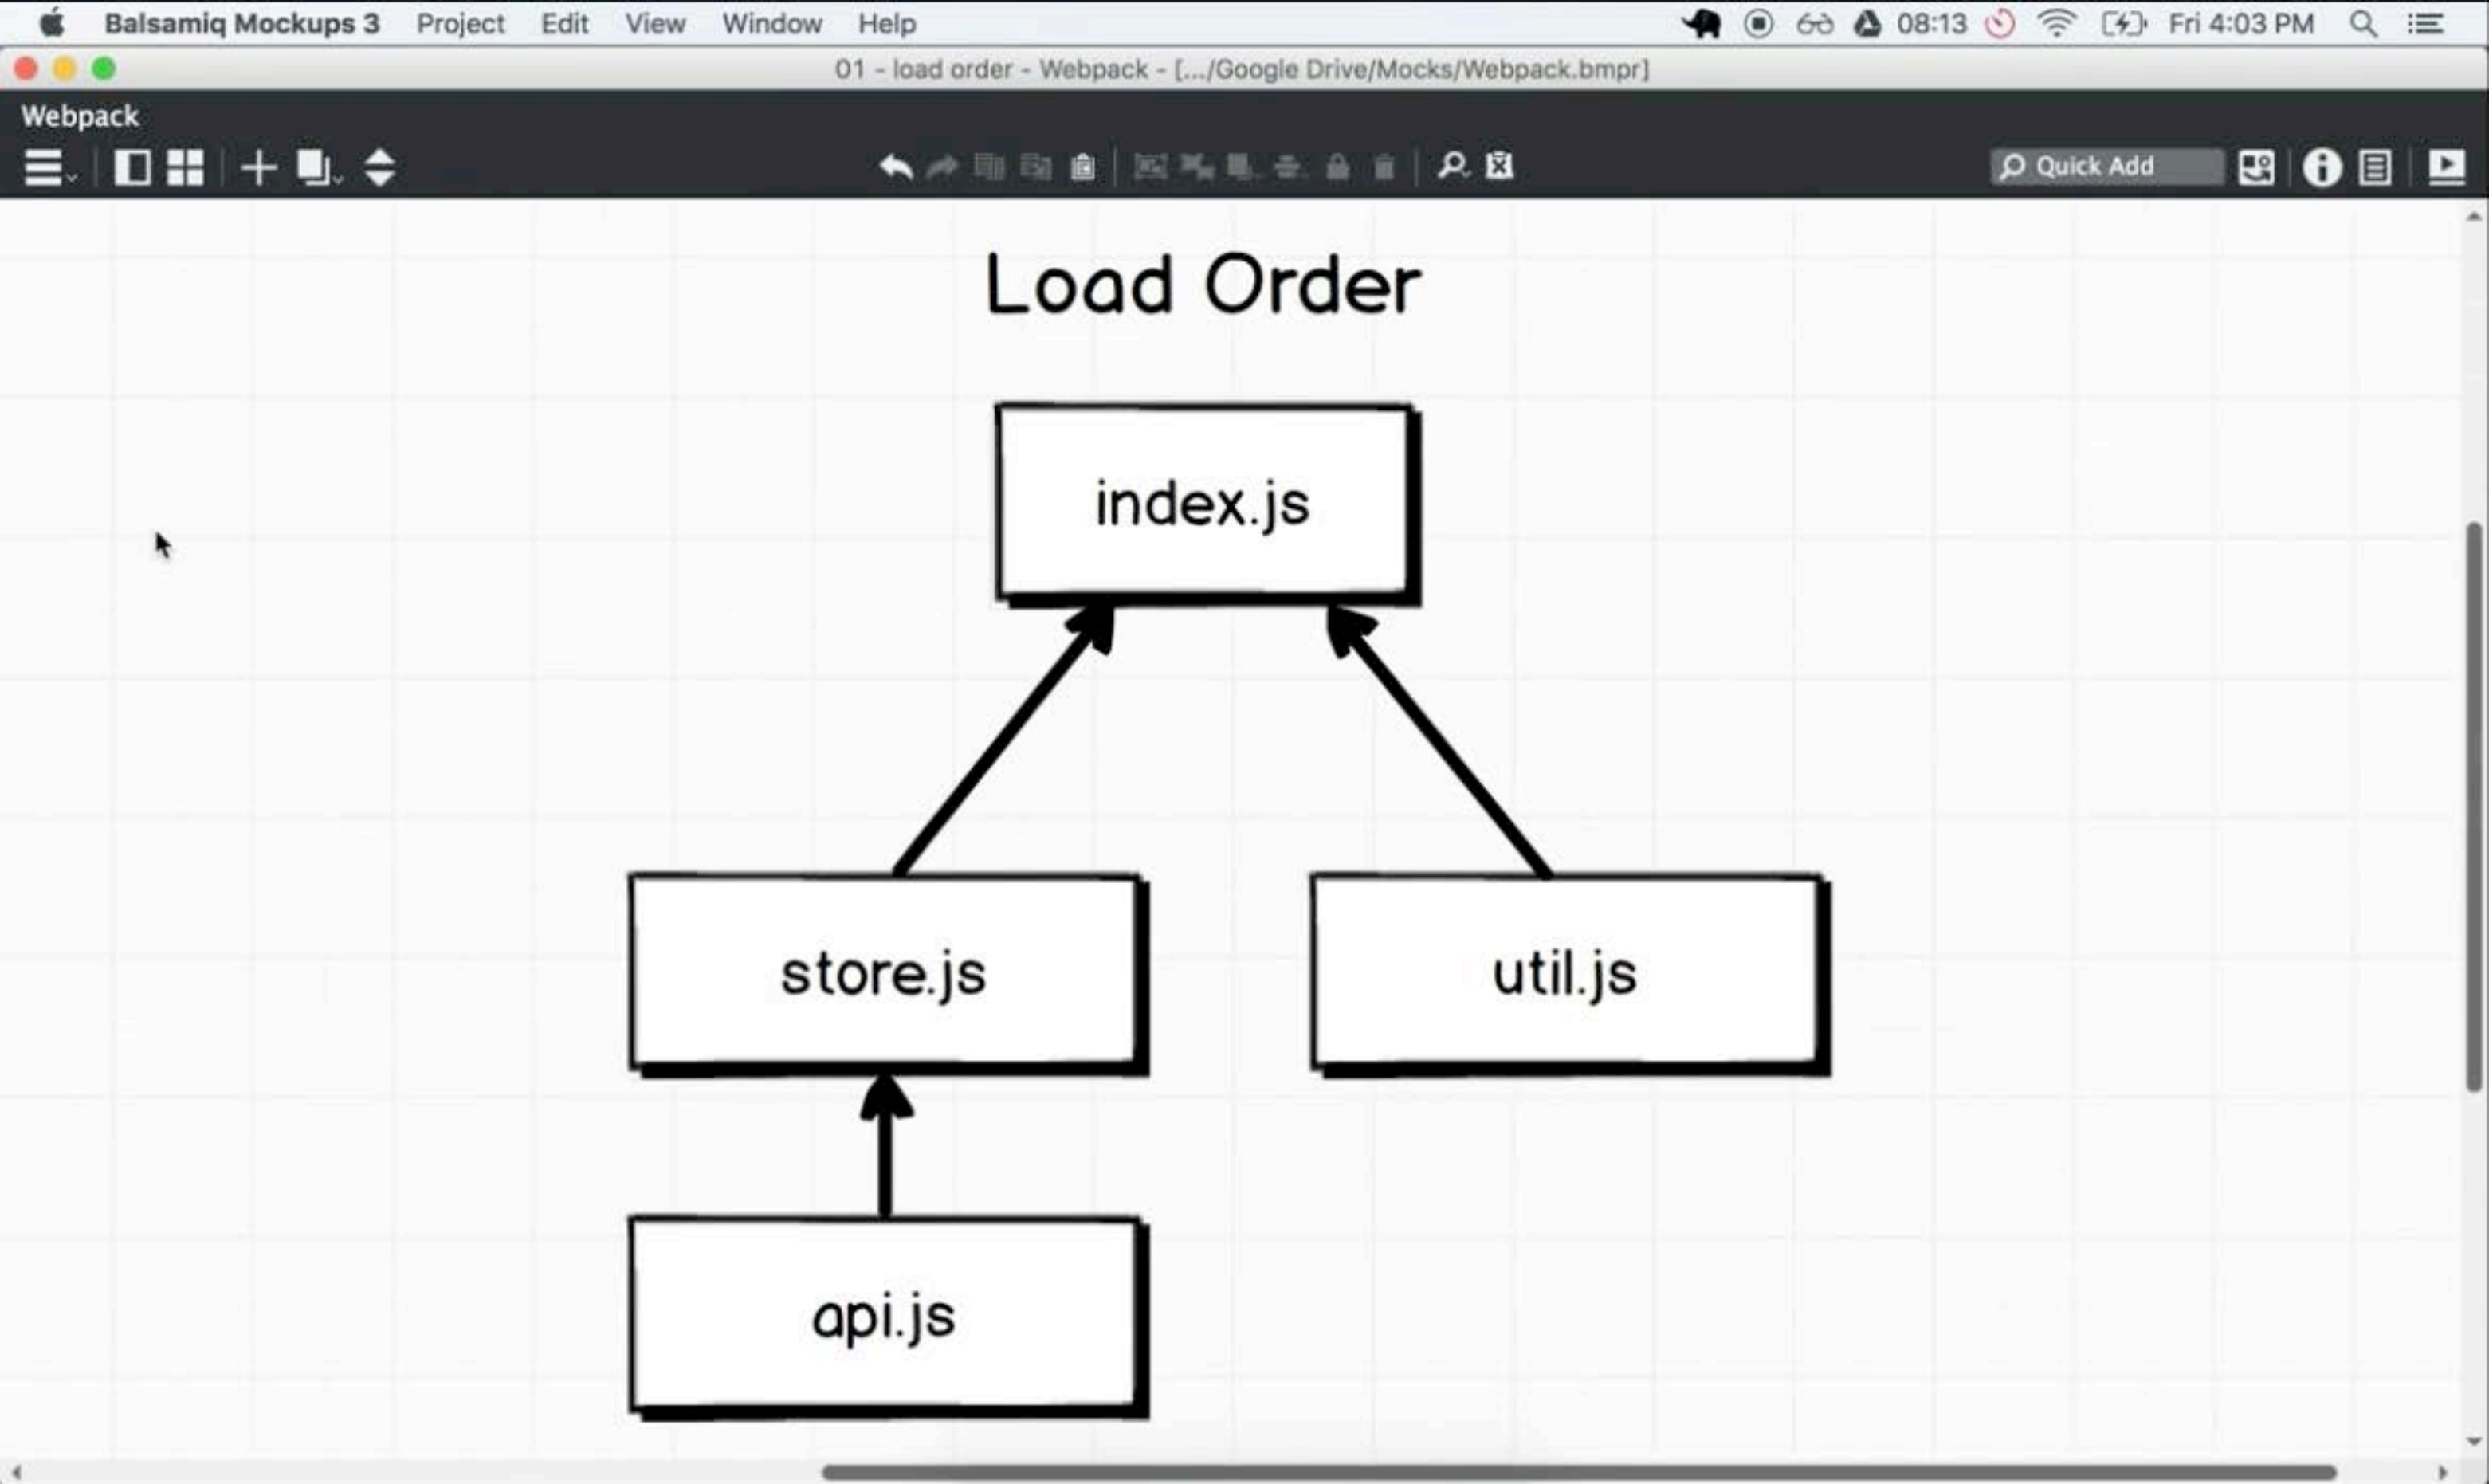 Balsamiq Mockups 3 Project Edit View Window Help 08:13 Fri 4:03 PM
01 - load order - Webpack - [.../Google Drive/Mocks/Webpack.bmpr]
Webpack
Quick Add
Load Order
index.js
store.js util.js
api.js